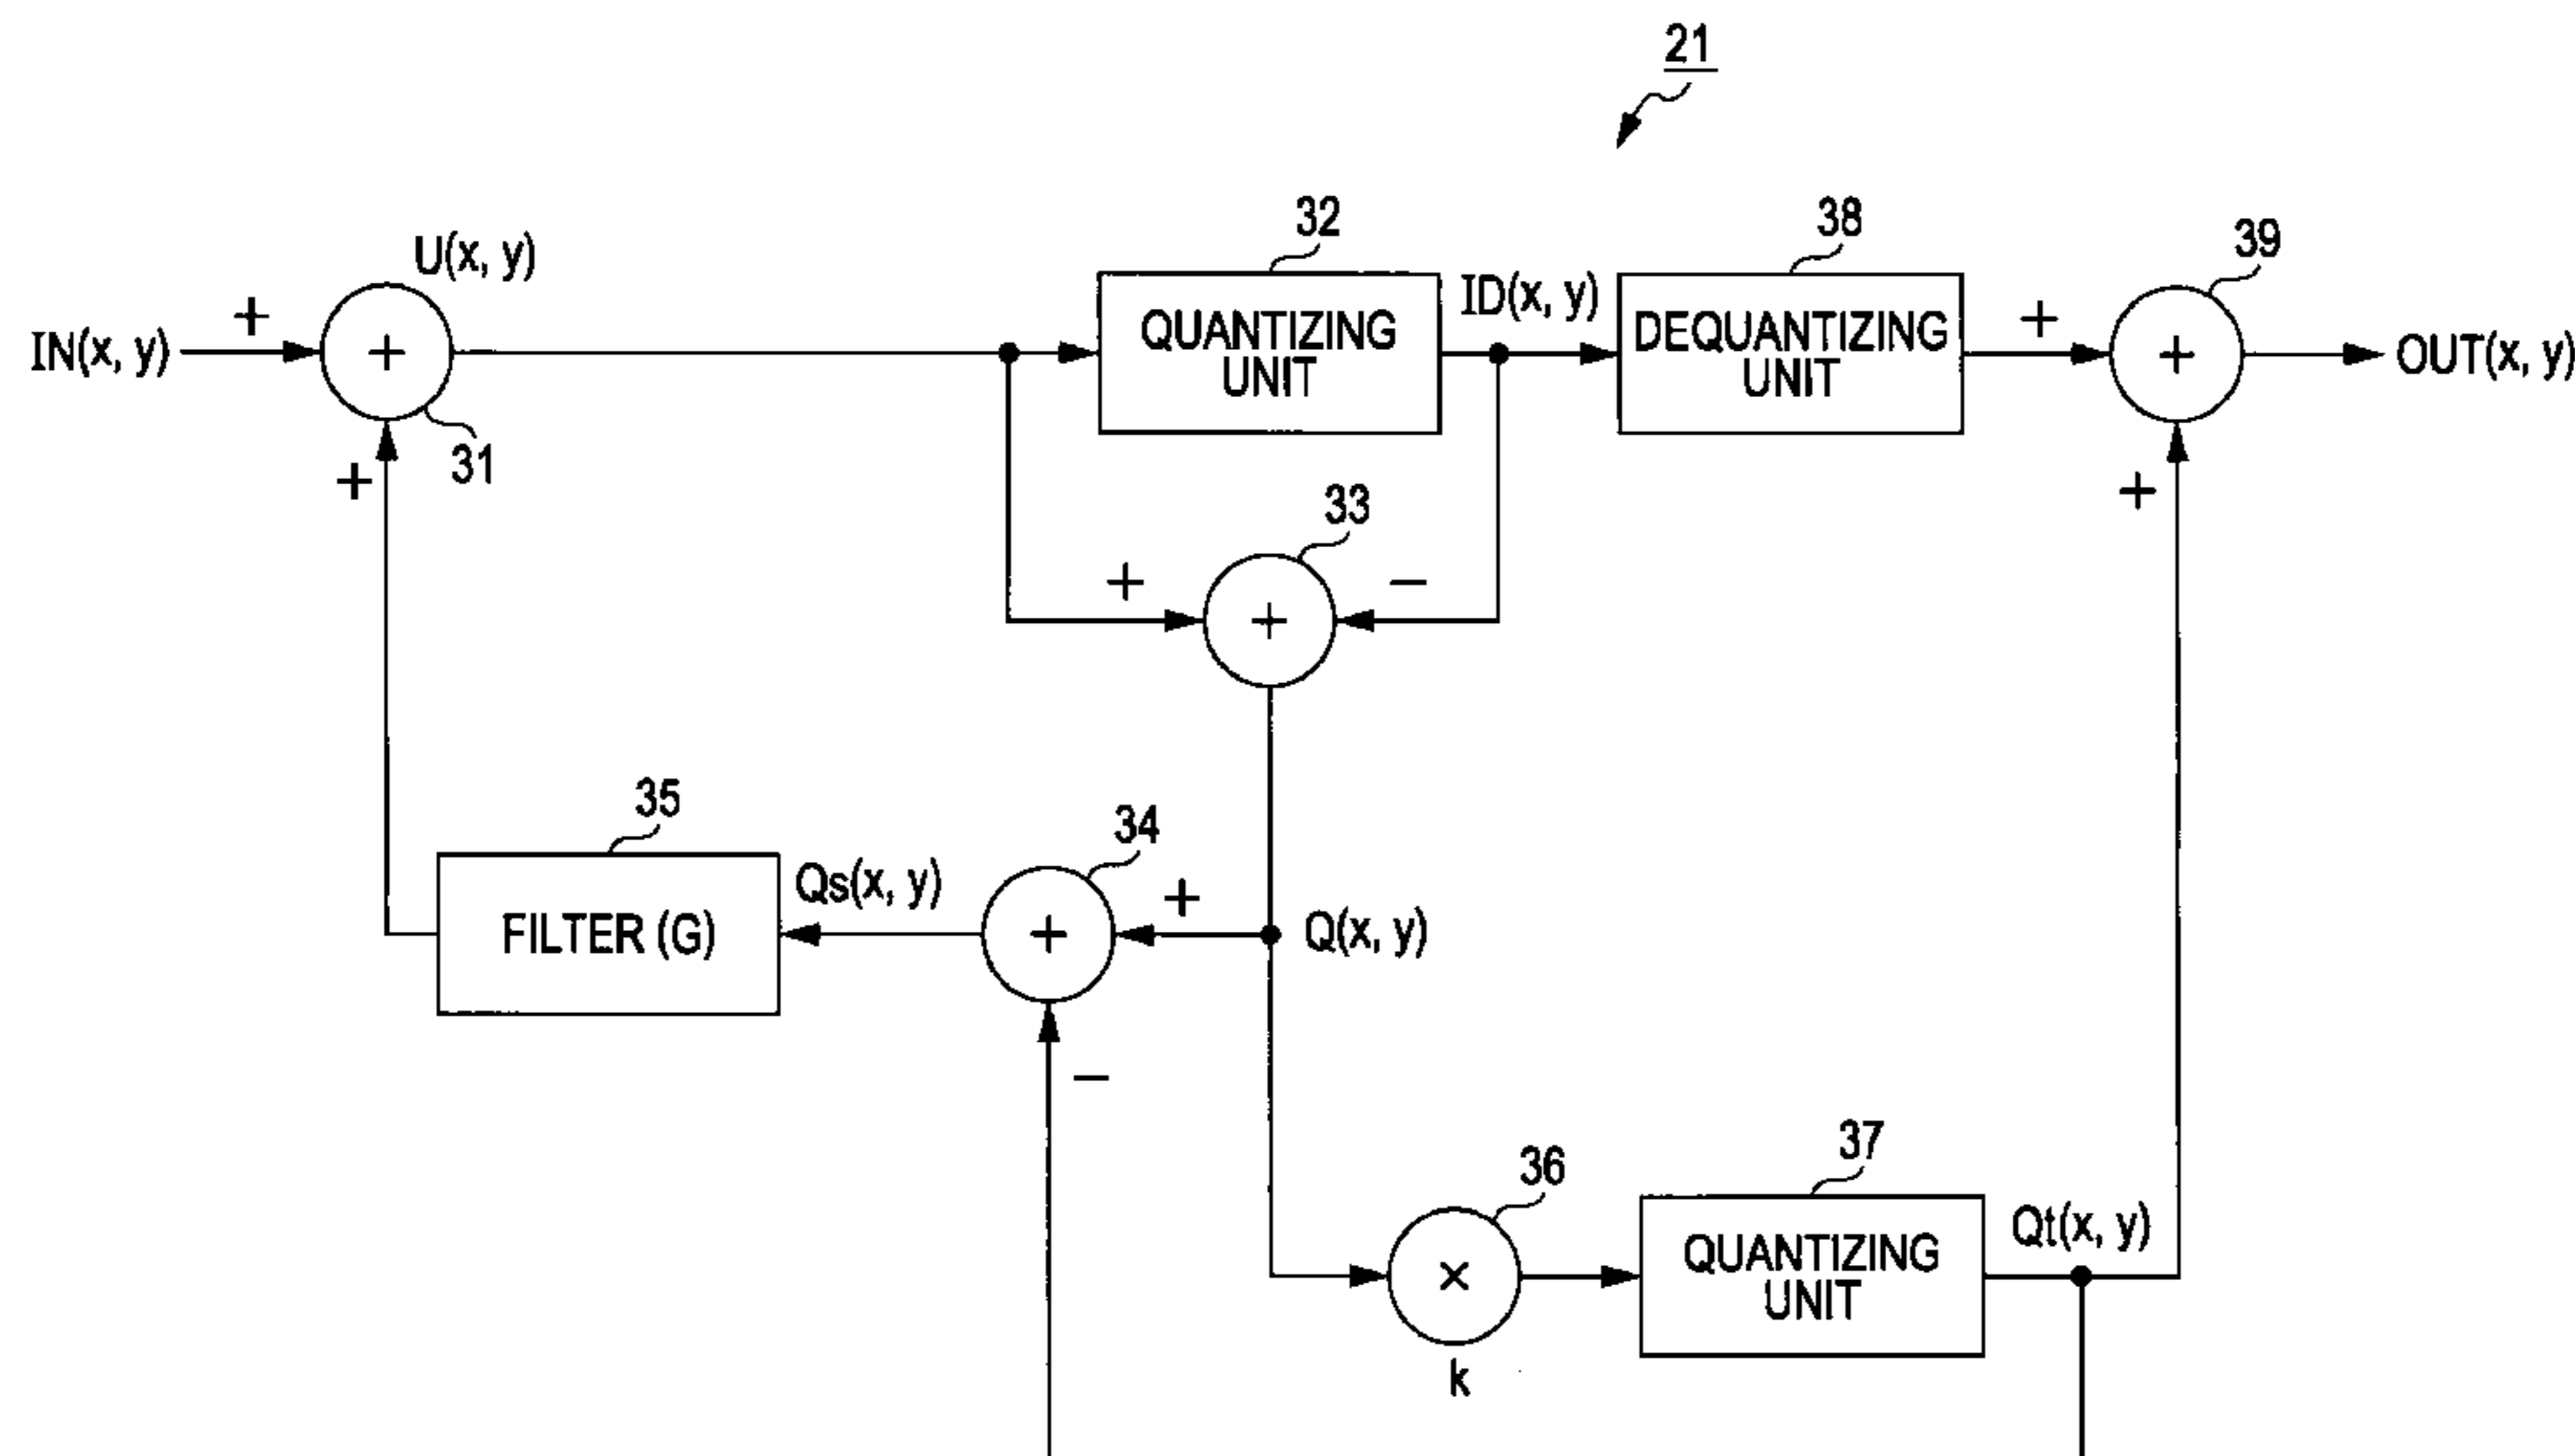 21
32
38
39
U(x, y)
ID(x, y)
IN(x, y)
+
+
QUANTIZING
UNIT
DEQUANTIZING
UNIT
+
+
OUT(x, y)
+
31
+
33
+
+
−
35
34
Qs(x, y)
+
FILTER (G)
+
Q(x, y)
−
36
37
×
QUANTIZING
UNIT
Qt(x, y)
k